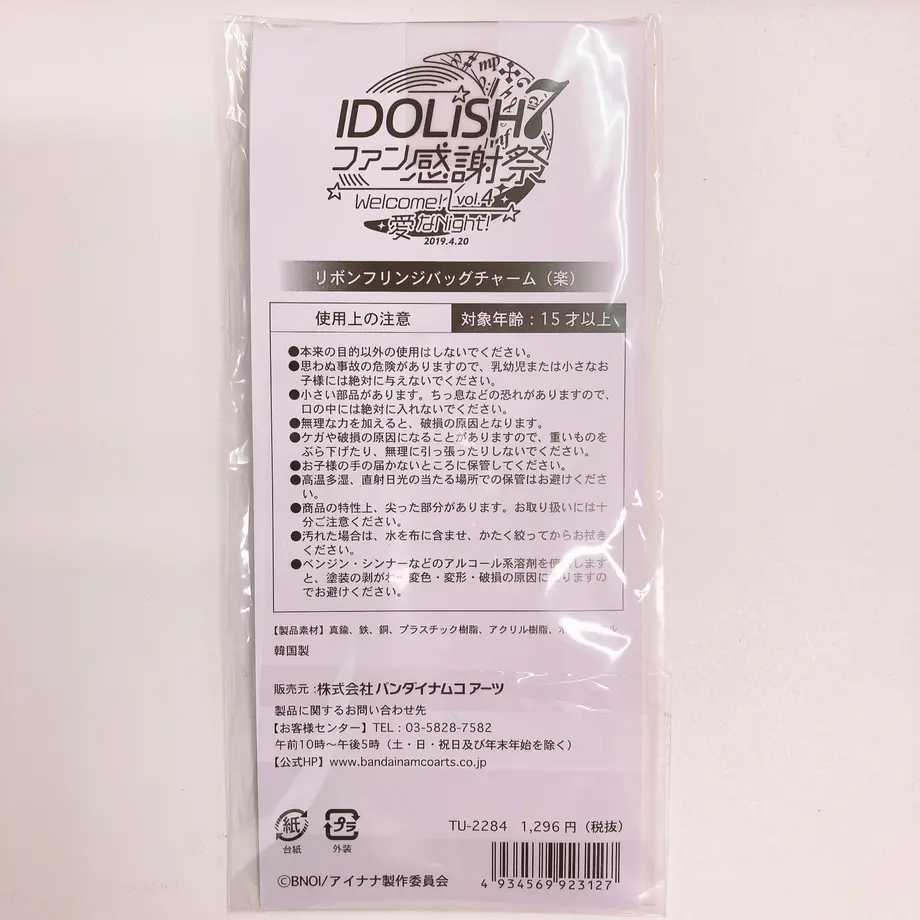 IDOLiSH7
ファン感謝祭
Welcome! vol.4
愛なNight!
2019.4.20
リボンフリンジバッグチャーム（楽）
使用上の注意
対象年齢：15才以上
●本来の目的以外の使用はしないでください。
●思わぬ事故の危険がありますので、乳幼児または小さなお
子様には絶対に与えないでください。
●小さい部品があります。ちっ息などの恐れがありますので、
口の中には絶対に入れないでください。
●無理な力を加えると、破損の原因となります。
●ケガや破損の原因になることがありますので、重いものを
ぶら下げたり、無理に引っ張ったりしないでください。
●お子様の手の届かないところに保管してください。
●高温多湿、直射日光の当たる場所での保管はお避けくださ
い。
●商品の特性上、尖った部分があります。お取り扱いには十
分ご注意ください。
●汚れた場合は、水を布に含ませ、かたく絞ってからお拭き
ください。
●ベンジン・シンナーなどのアルコール系溶剤を使用します
と、塗装の剥がれ・変色・変形・破損の原因になりますの
でお避けください。
【製品素材】真鍮、鉄、銅、プラスチック樹脂、アクリル樹脂、
韓国製
販売元：株式会社バンダイナムコアーツ
製品に関するお問い合わせ先
【お客様センター】TEL：03-5828-7582
午前10時〜午後5時（土・日・祝日及び年末年始を除く）
【公式HP】www.bandainamcoarts.co.jp
紙 プラ
台紙 外装
TU-2284 1,296円（税抜）
©BNOI/アイナナ製作委員会
4 934569 923127